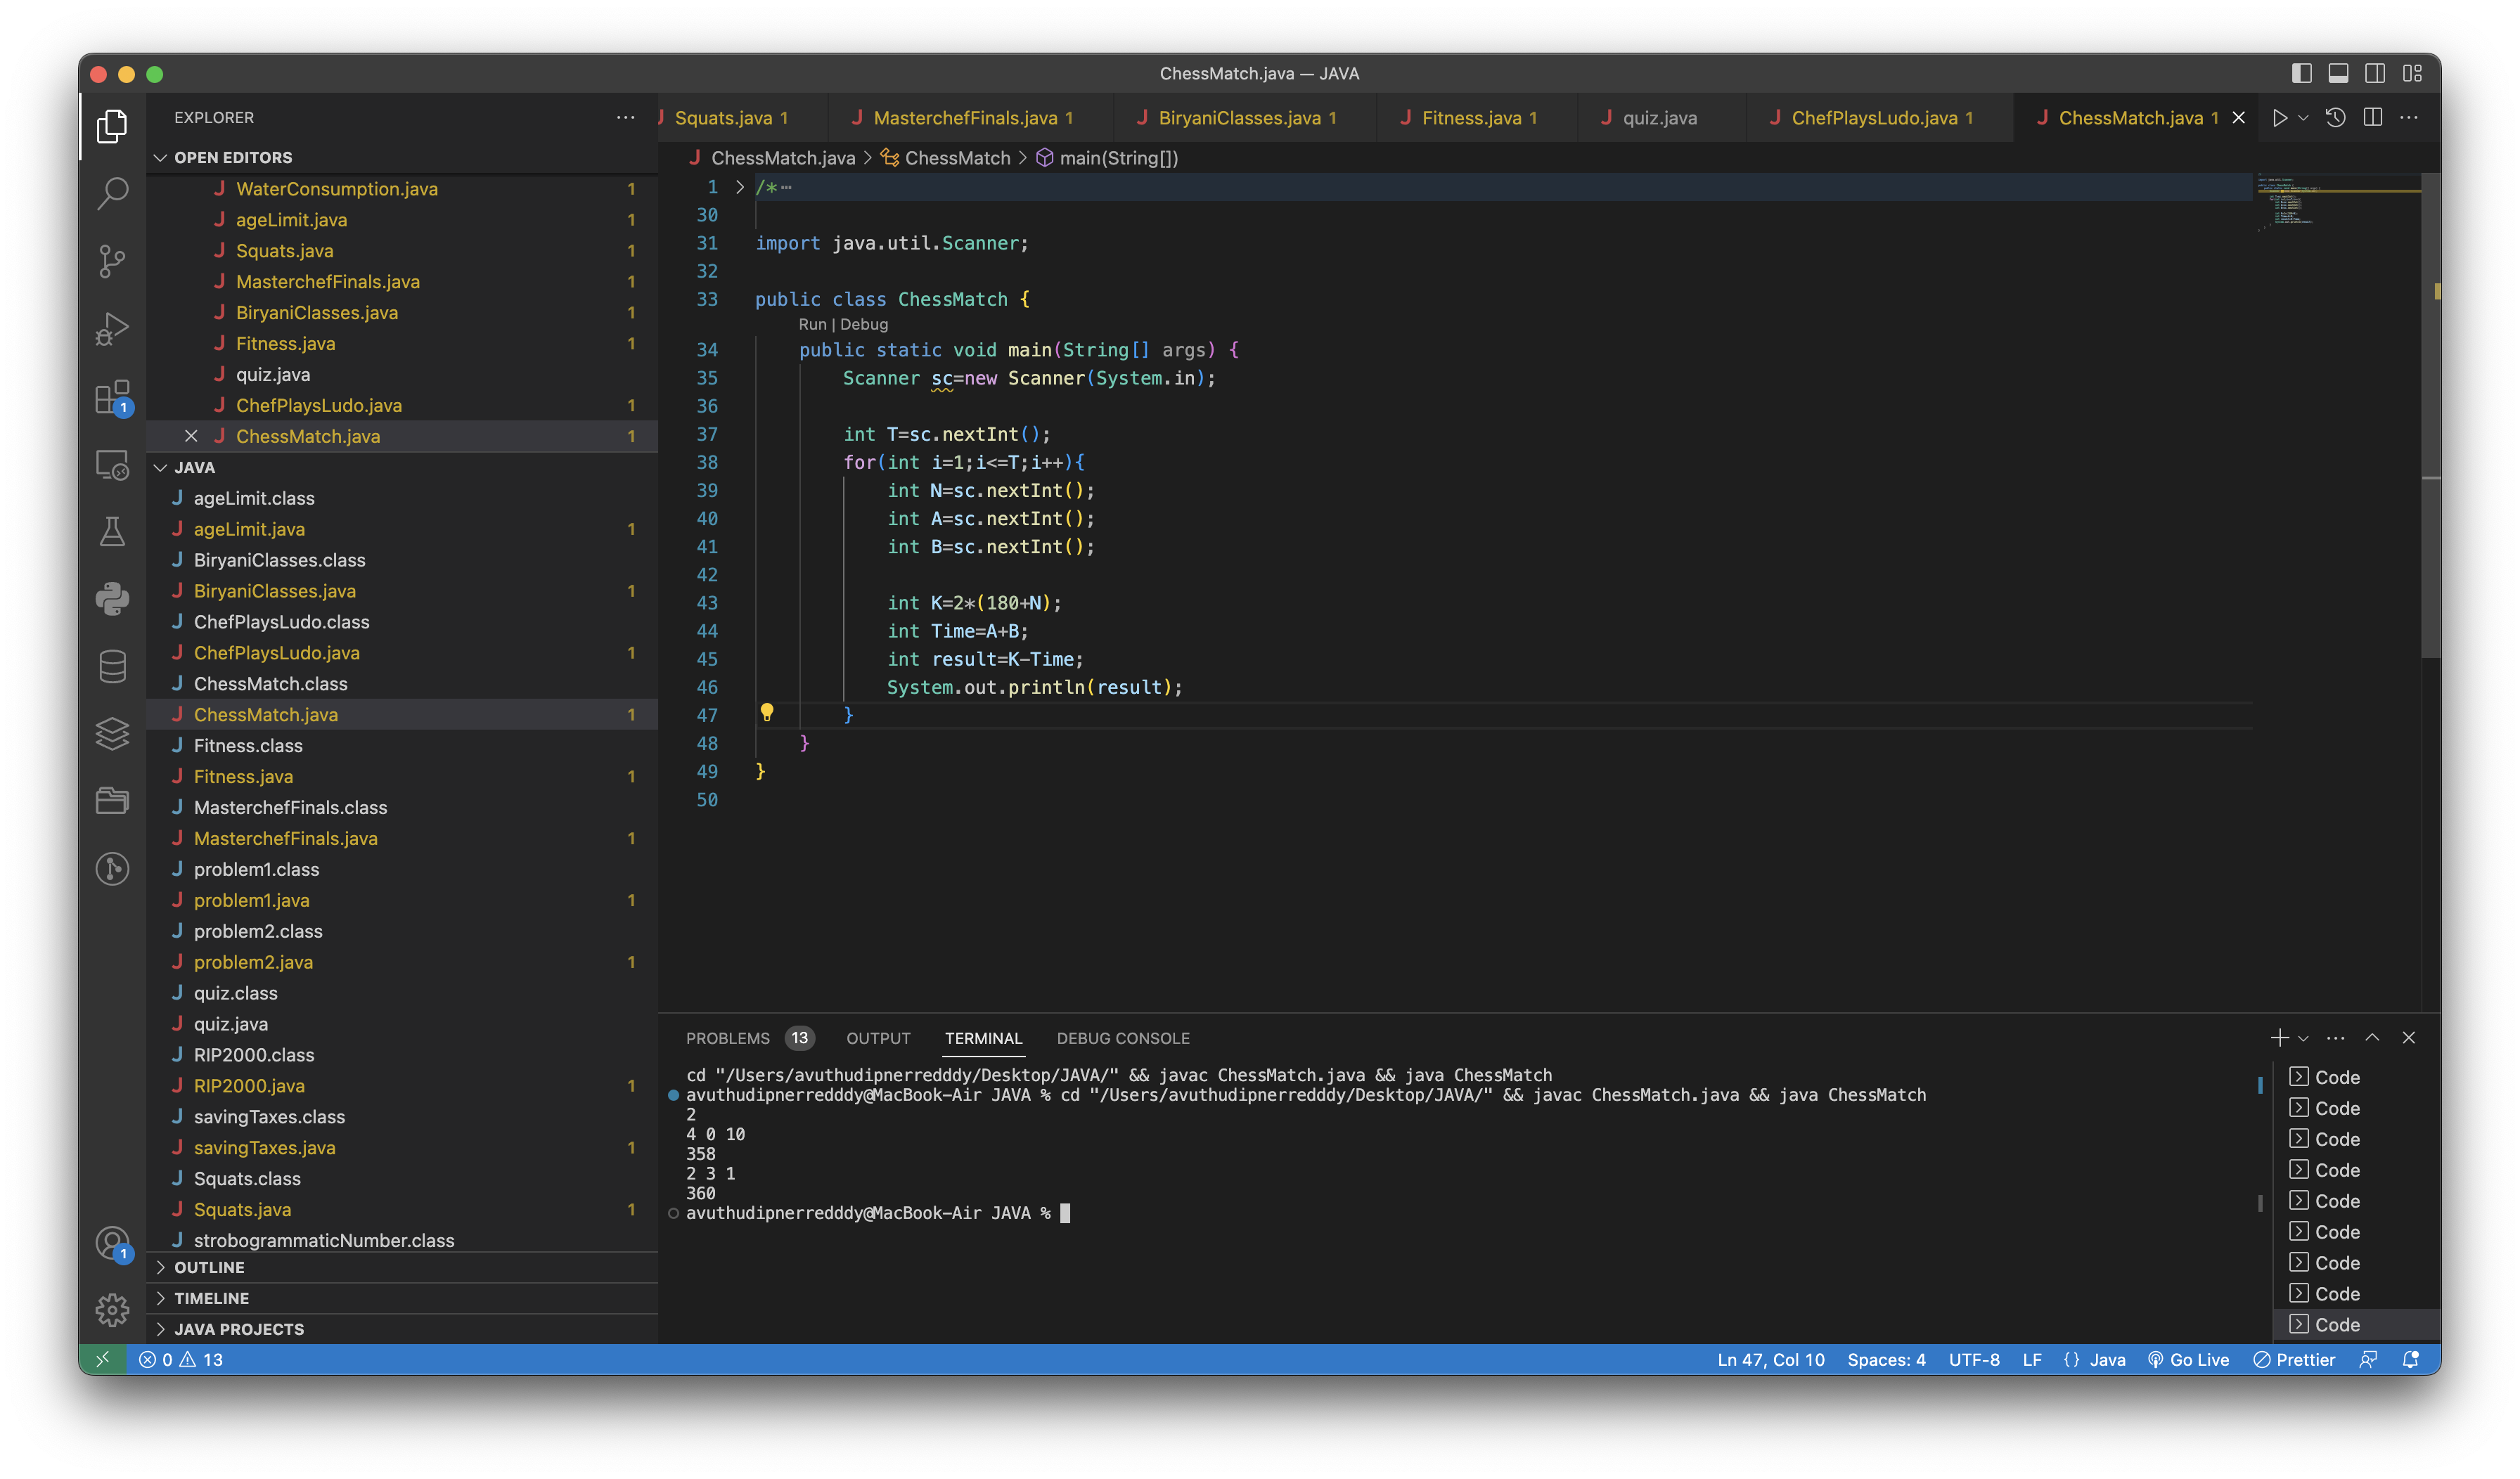 ChessMatch.java — JAVA
EXPLORER
OPEN EDITORS
WaterConsumption.java 1
ageLimit.java 1
Squats.java 1
MasterchefFinals.java 1
BiryaniClasses.java 1
Fitness.java 1
quiz.java
ChefPlaysLudo.java 1
ChessMatch.java 1
JAVA
ageLimit.class
ageLimit.java 1
BiryaniClasses.class
BiryaniClasses.java 1
ChefPlaysLudo.class
ChefPlaysLudo.java 1
ChessMatch.class
ChessMatch.java 1
Fitness.class
Fitness.java 1
MasterchefFinals.class
MasterchefFinals.java 1
problem1.class
problem1.java 1
problem2.class
problem2.java 1
quiz.class
quiz.java
RIP2000.class
RIP2000.java 1
savingTaxes.class
savingTaxes.java 1
Squats.class
Squats.java 1
strobogrammaticNumber.class
OUTLINE
TIMELINE
JAVA PROJECTS
1
1
Squats.java 1 MasterchefFinals.java 1 BiryaniClasses.java 1 Fitness.java 1 quiz.java ChefPlaysLudo.java 1 ChessMatch.java 1
ChessMatch.java > ChessMatch > main(String[])
1 /*⋯
30
31 import java.util.Scanner;
32
33 public class ChessMatch {
Run | Debug
34 public static void main(String[] args) {
35 Scanner sc=new Scanner(System.in);
36
37 int T=sc.nextInt();
38 for(int i=1;i<=T;i++){
39 int N=sc.nextInt();
40 int A=sc.nextInt();
41 int B=sc.nextInt();
42
43 int K=2*(180+N);
44 int Time=A+B;
45 int result=K-Time;
46 System.out.println(result);
47 }
48 }
49 }
50
PROBLEMS 13 OUTPUT TERMINAL DEBUG CONSOLE
cd "/Users/avuthudipnerredddy/Desktop/JAVA/" && javac ChessMatch.java && java ChessMatch
avuthudipnerredddy@MacBook-Air JAVA % cd "/Users/avuthudipnerredddy/Desktop/JAVA/" && javac ChessMatch.java && java ChessMatch
2
4 0 10
358
2 3 1
360
avuthudipnerredddy@MacBook-Air JAVA %
Code
Code
Code
Code
Code
Code
Code
Code
Code
0 13
Ln 47, Col 10 Spaces: 4 UTF-8 LF {} Java Go Live Prettier